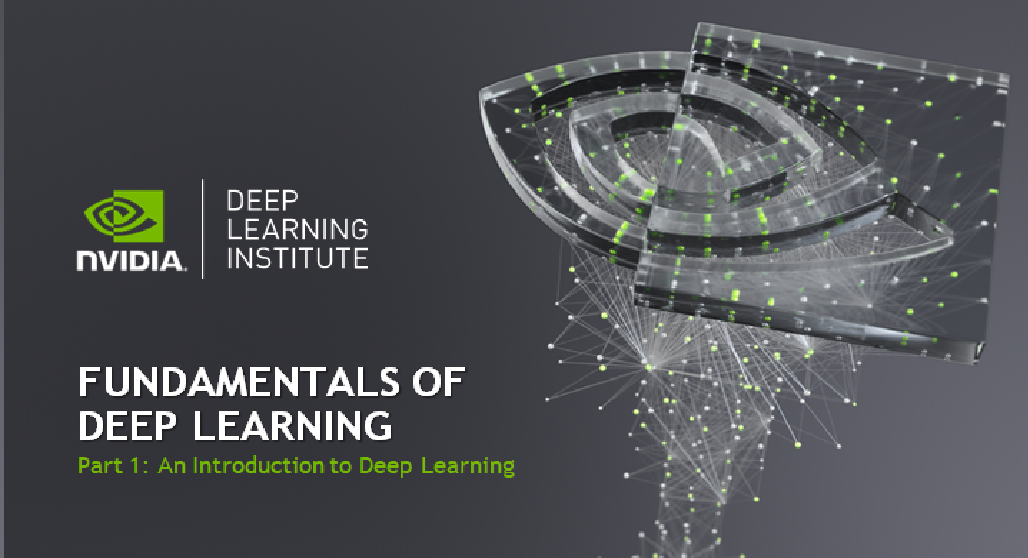 NVIDIA.
DEEP
LEARNING
INSTITUTE
FUNDAMENTALS OF
DEEP LEARNING
Part 1: An Introduction to Deep Learning